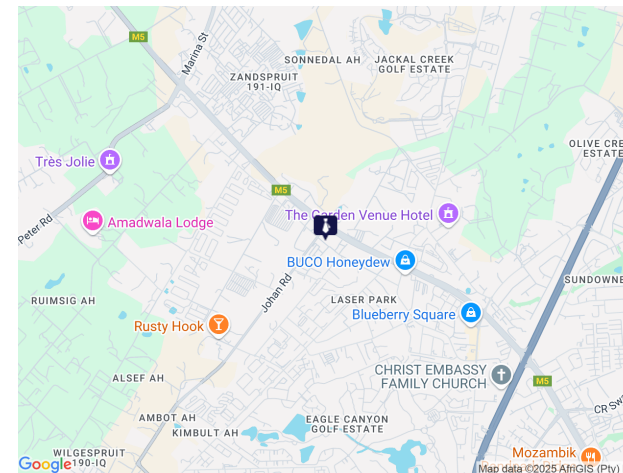 M5
Marina St
SONNEDAL AH
JACKAL CREEK
GOLF ESTATE
ZANDSPRUIT
191-IQ
OLIVE CRE
ESTATE
Très Jolie
M5
Peter Rd
Amadwala Lodge
The Garden Venue Hotel
BUCO Honeydew
SUNDOWNE
Johan Rd
RUIMSIG AH
LASER PARK
Blueberry Square
Rusty Hook
CHRIST EMBASSY
FAMILY CHURCH
M5
ALSEF AH
CR Swa
AMBOT AH
KIMBULT AH
EAGLE CANYON
GOLF ESTATE
WILGESPRUIT
190-IQ
Mozambik
Google
Map data ©2025 AfriGIS (Pty)